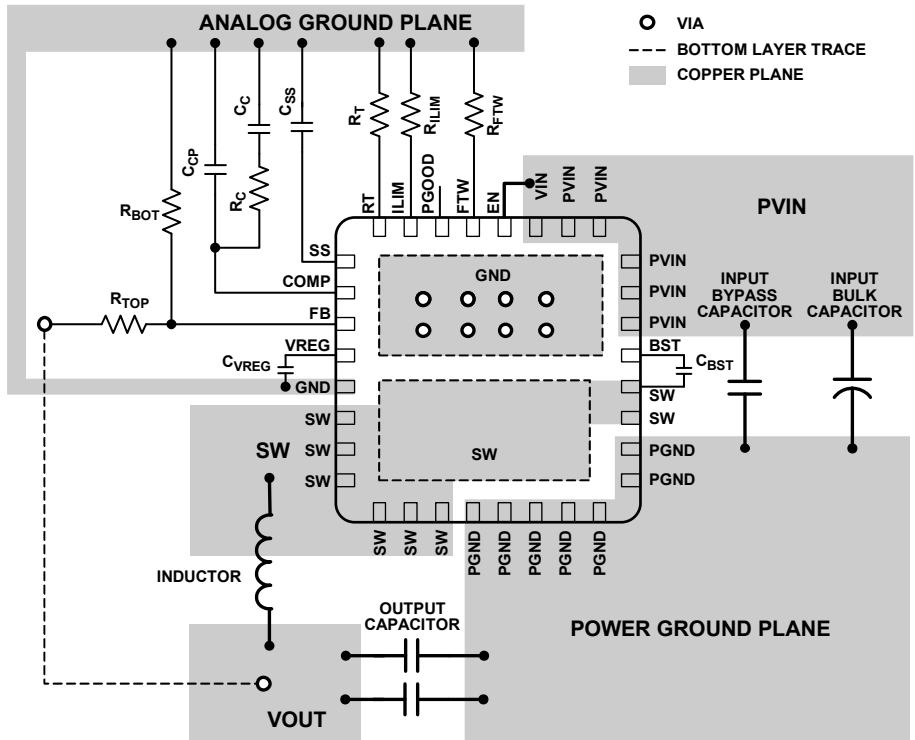 ANALOG GROUND PLANE
VIA
BOTTOM LAYER TRACE
COPPER PLANE
RBOT
CCP
CC
RC
CSS
RT
RILIM
RFTW
RT
ILIM
PGOOD
FTW
EN
VIN
PVIN
PVIN
PVIN
INPUT
BYPASS
CAPACITOR
INPUT
BULK
CAPACITOR
SS
COMP
FB
VREG
GND
SW
SW
SW
RTOP
CVREG
GND
SW
PVIN
PVIN
PVIN
BST
SW
SW
PGND
PGND
CBST
SW
SW
SW
PGND
PGND
PGND
PGND
PGND
SW
INDUCTOR
OUTPUT
CAPACITOR
VOUT
POWER GROUND PLANE